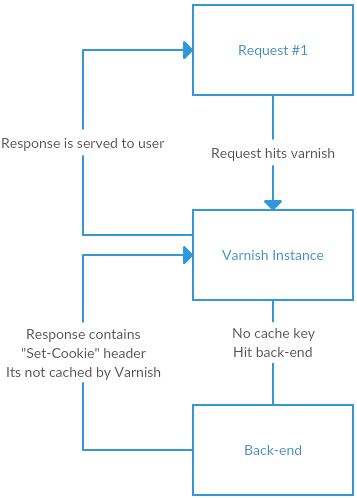 Request #1
Response is served to user
Request hits varnish
Varnish Instance
Response contains
"Set-Cookie" header
Its not cached by Varnish
No cache key
Hit back-end
Back-end